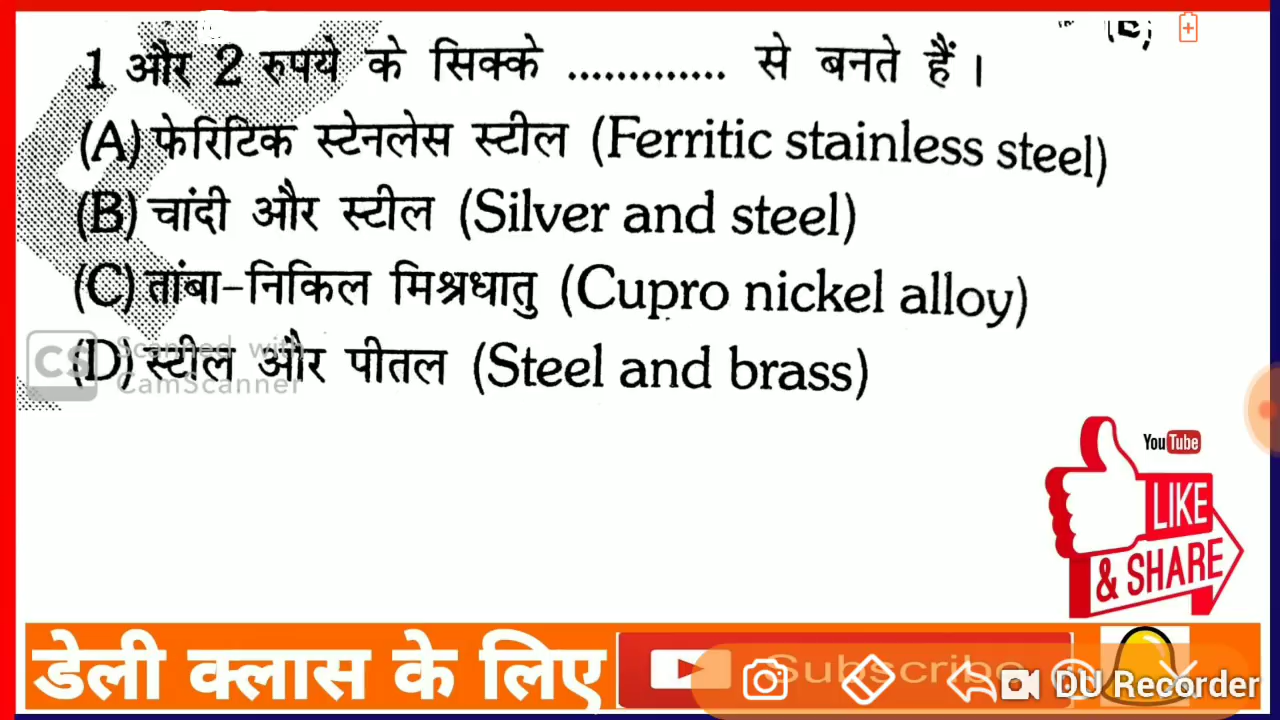 (E)
1 और 2 रुपये के सिक्के ............. से बनते हैं।
(A) फेरिटिक स्टेनलेस स्टील (Ferritic stainless steel)
(B) चांदी और स्टील (Silver and steel)
(C) तांबा-निकिल मिश्रधातु (Cupro nickel alloy)
(D) स्टील और पीतल (Steel and brass)
CS Scanned with
CamScanner
YouTube
LIKE
& SHARE
डेली क्लास के लिए
Subscribe
DU Recorder